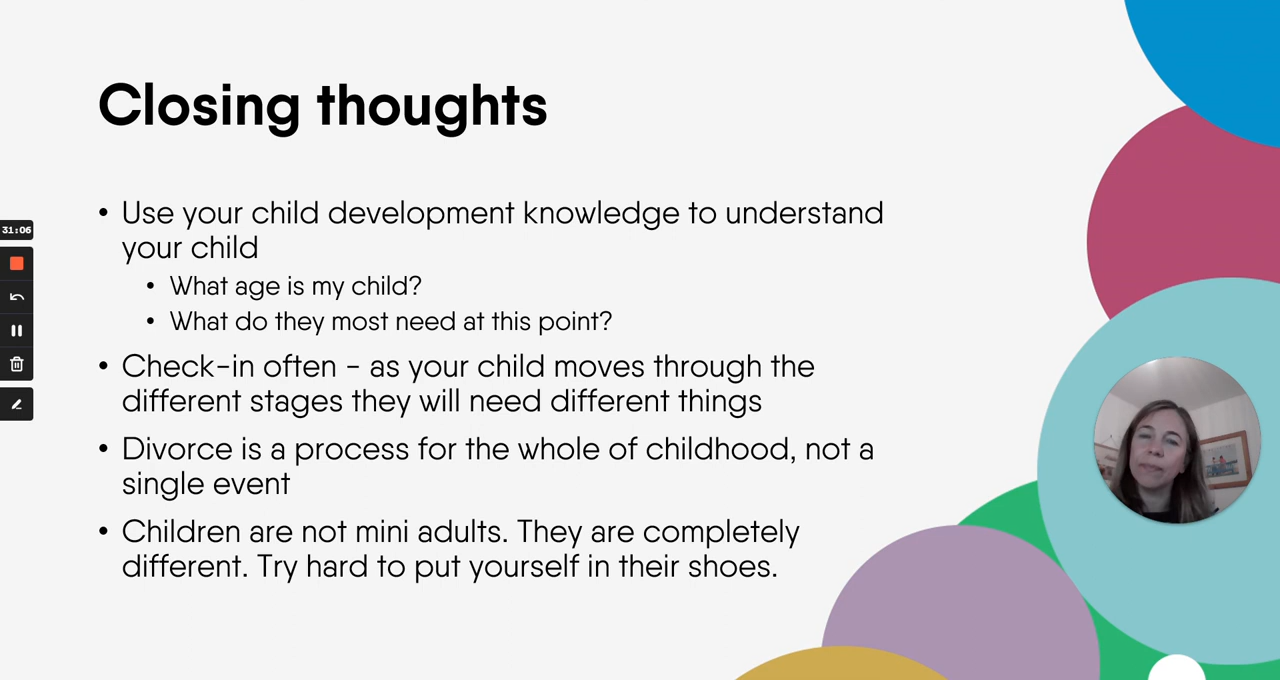 Closing thoughts
• Use your child development knowledge to understand
your child
• What age is my child?
• What do they most need at this point?
• Check-in often - as your child moves through the
different stages they will need different things
• Divorce is a process for the whole of childhood, not a
single event
• Children are not mini adults. They are completely
different. Try hard to put yourself in their shoes.
31:06